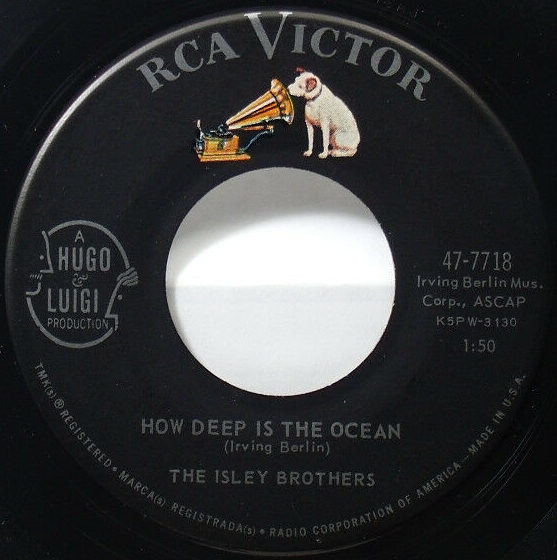 RCA VICTOR
A
HUGO
&
LUIGI
PRODUCTION
47-7718
Irving Berlin Mus.
Corp., ASCAP
K5PW-3130
1:50
HOW DEEP IS THE OCEAN
(Irving Berlin)
THE ISLEY BROTHERS
TMK(s) ® REGISTERED • MARCA(s) REGISTRADA(s) • RADIO CORPORATION OF AMERICA—MADE IN U.S.A.